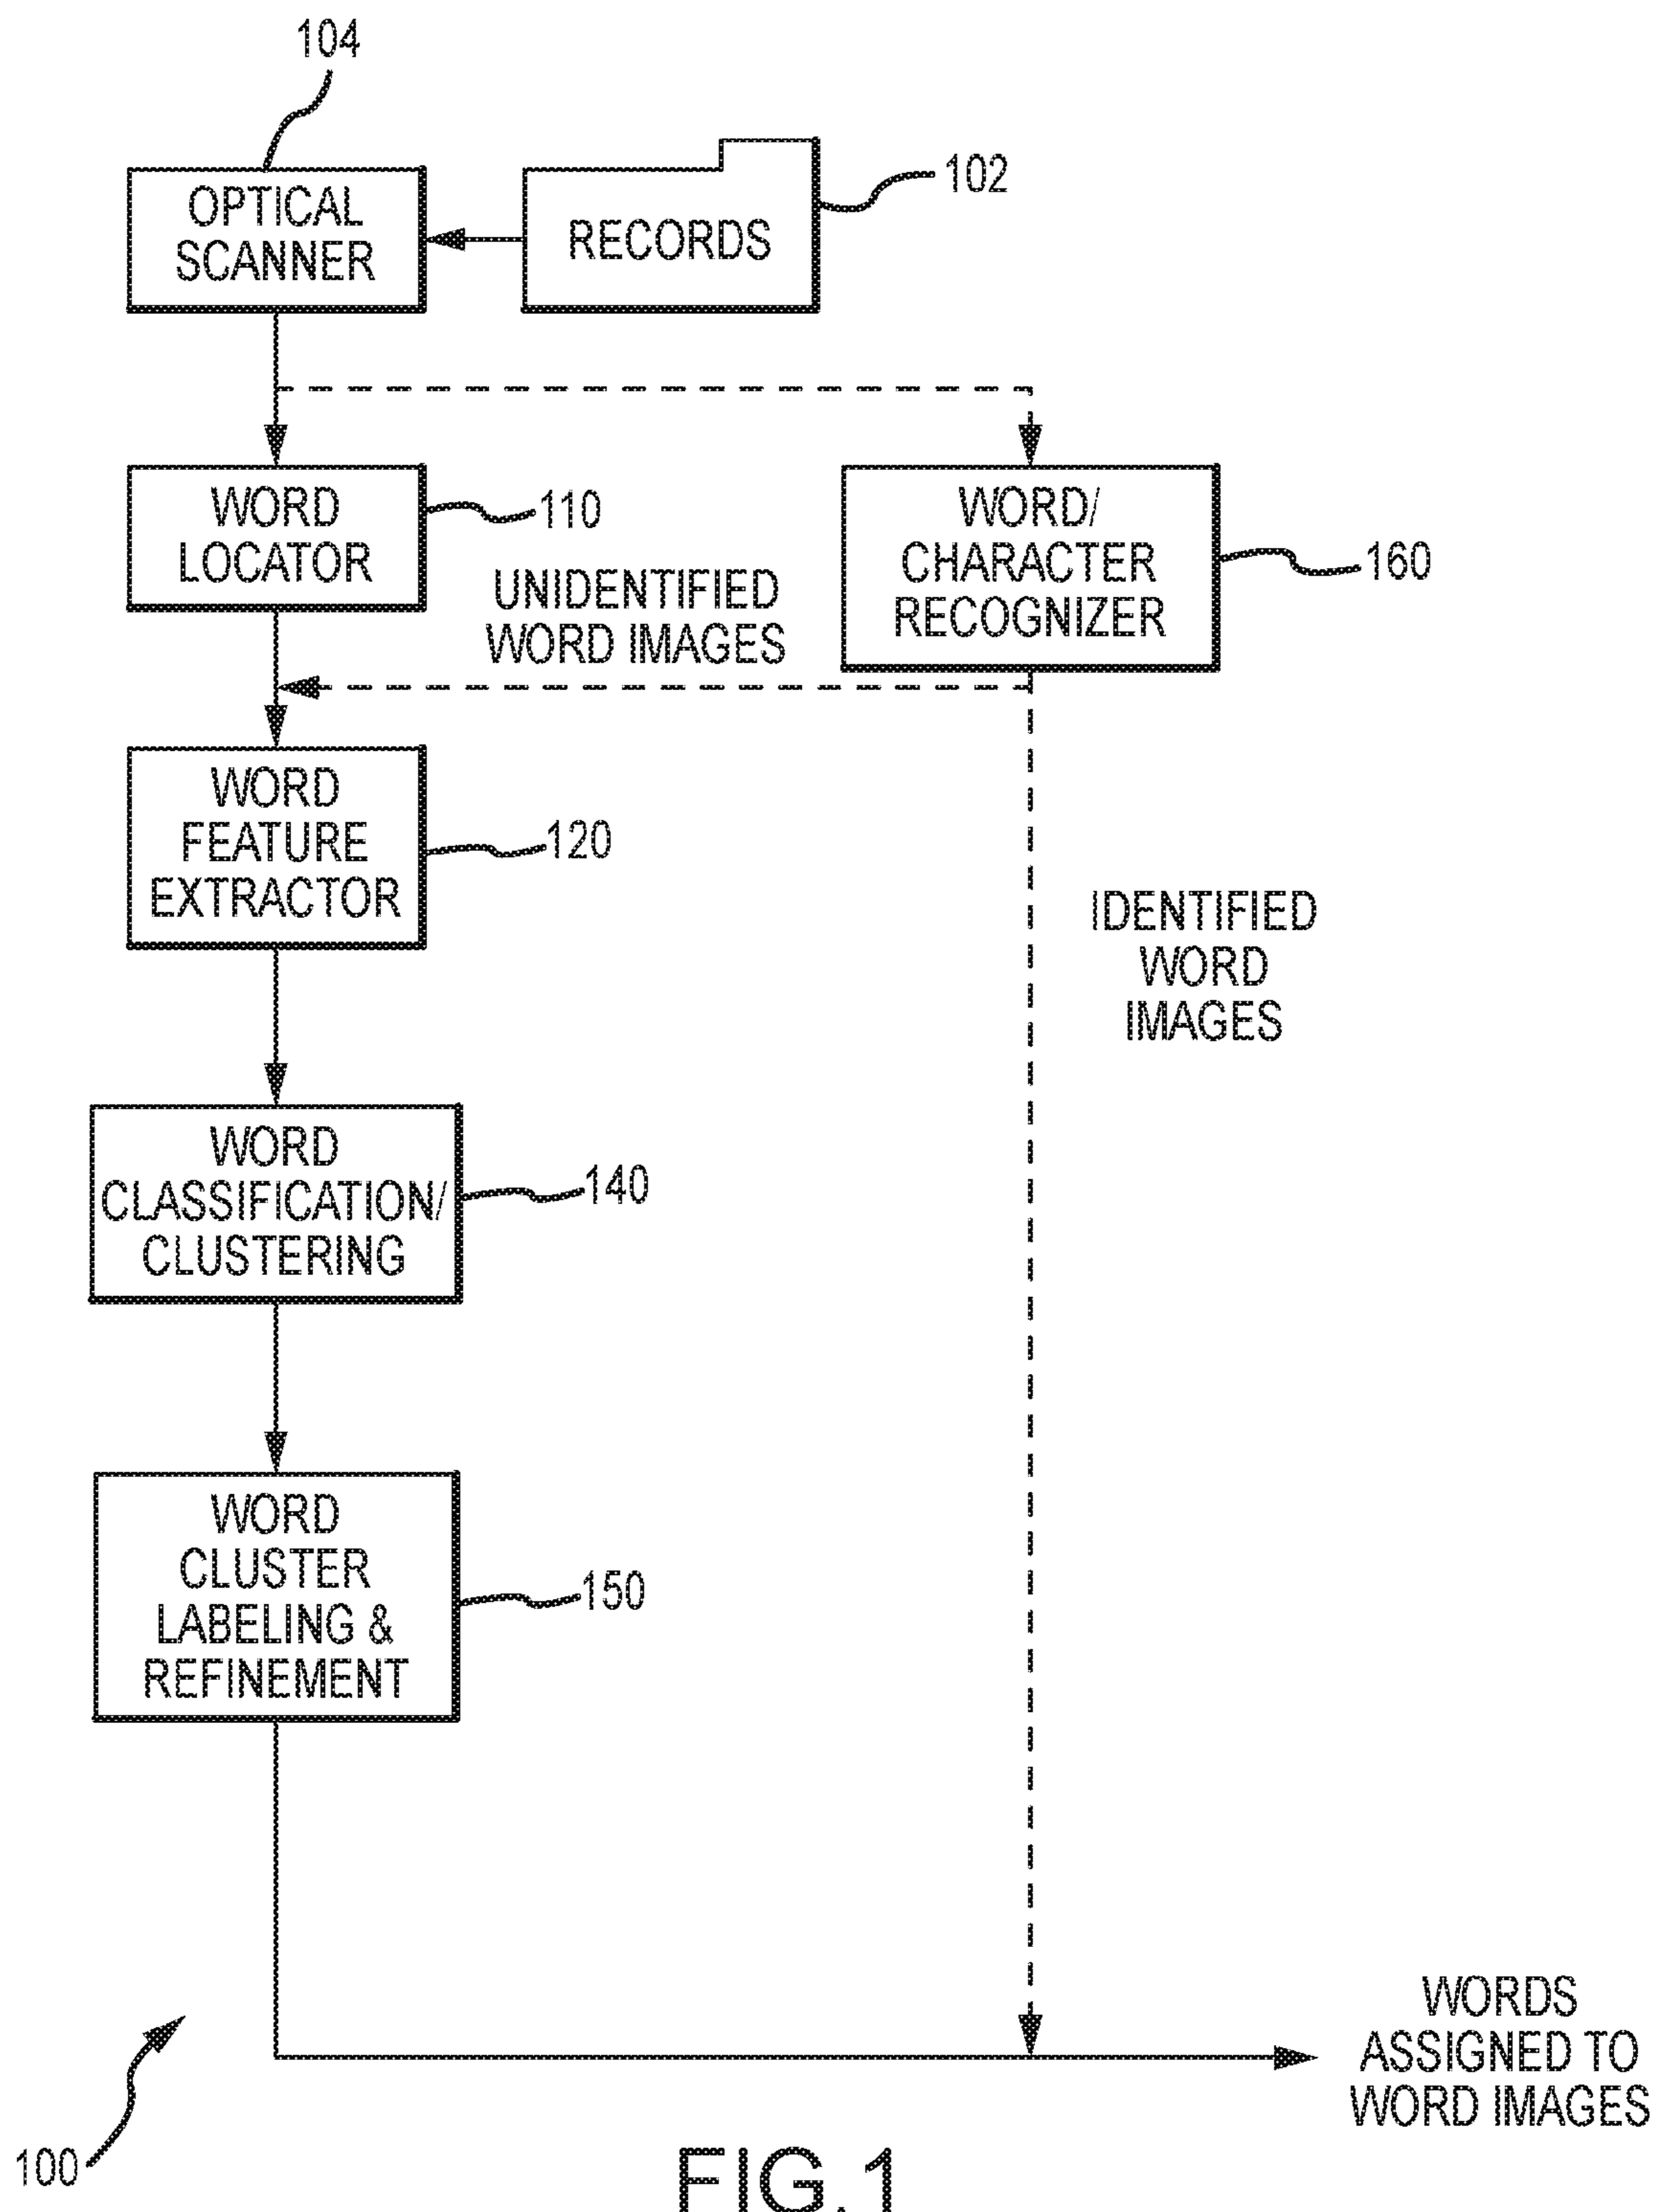 104
OPTICAL
SCANNER
RECORDS
102
WORD
LOCATOR
110
UNIDENTIFIED
WORD IMAGES
WORD/
CHARACTER
RECOGNIZER
160
WORD
FEATURE
EXTRACTOR
120
IDENTIFIED
WORD
IMAGES
WORD
CLASSIFICATION/
CLUSTERING
140
WORD
CLUSTER
LABELING &
REFINEMENT
150
WORDS
ASSIGNED TO
WORD IMAGES
100
FIG.1